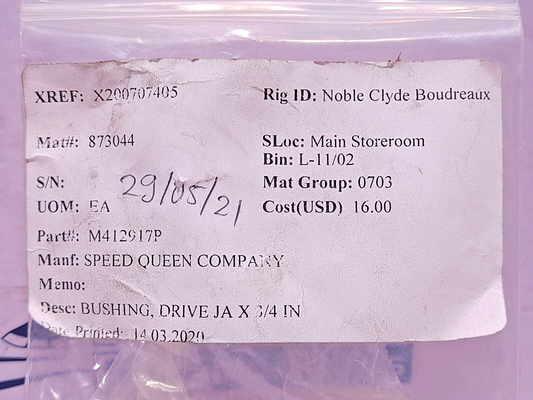 XREF: X200707405 Rig ID: Noble Clyde Boudreaux
Mat#: 873044 SLoc: Main Storeroom
Bin: L-11/02
S/N: 29/05/21 Mat Group: 0703
UOM: EA Cost(USD) 16.00
Part#: M412917P
Manf: SPEED QUEEN COMPANY
Memo:
Desc: BUSHING, DRIVE JA X 3/4 IN
Date Printed: 14.03.2020